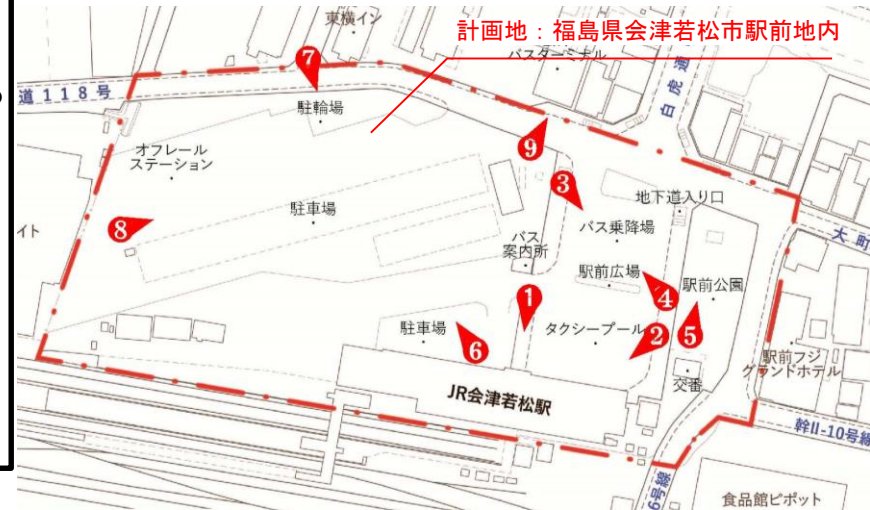 東横イン
計画地：福島県会津若松市駅前地内
バスターミナル
白虎通
道118号
7
駐輪場
オフレール
ステーション
9
3
地下道入り口
駐車場
8
イト
バス乗降場
大町
バス
案内所
駅前広場
1
4
駅前公園
駐車場
6
タクシープール
2
5
駅前フジ
グランドホテル
交番
JR会津若松駅
幹II-10号線
6号線
食品館ピボット